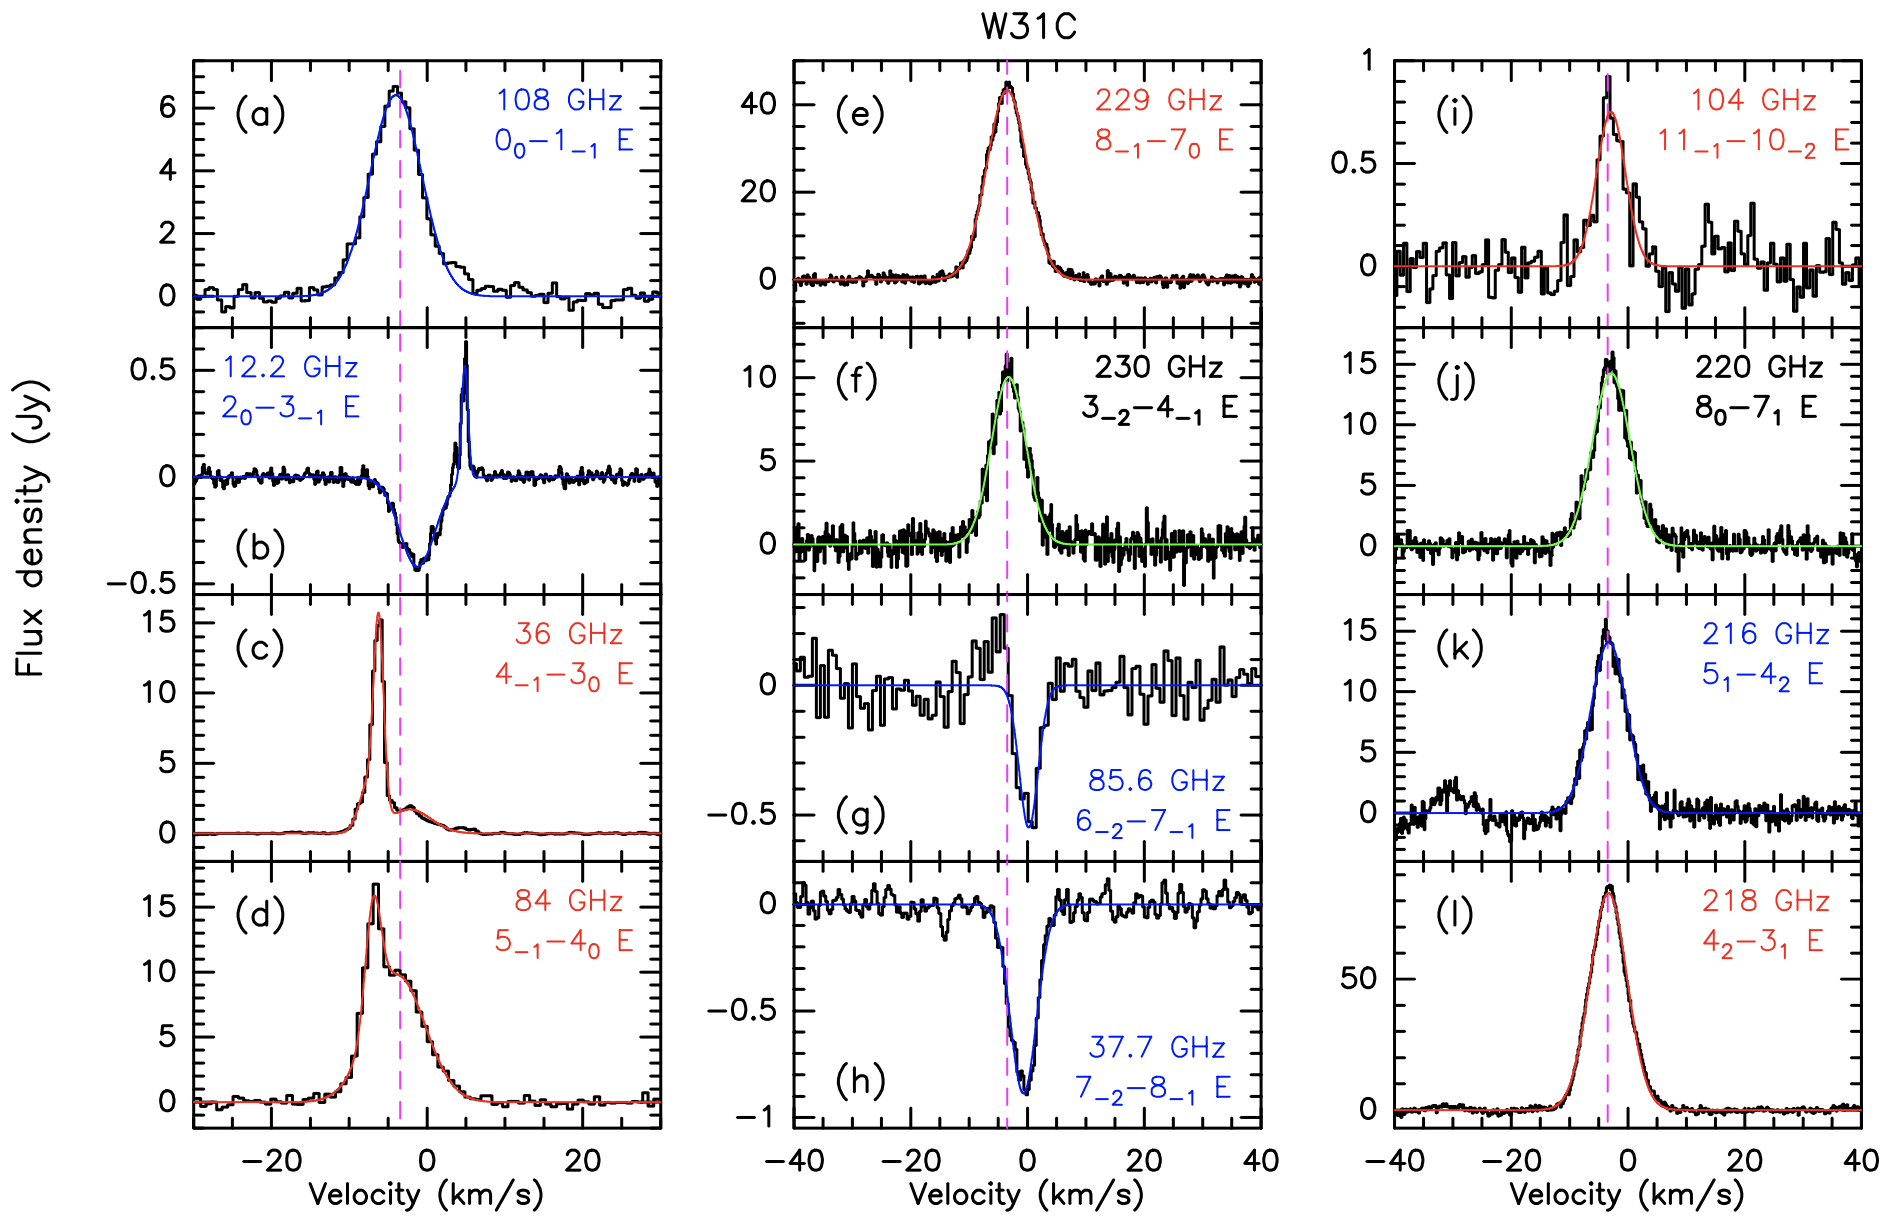 W31C
Flux density (Jy)
(a)
108 GHz
0₀−1₋₁ E
6
4
2
0
(b)
12.2 GHz
2₀−3₋₁ E
0.5
0
−0.5
(c)
36 GHz
4₋₁−3₀ E
15
10
5
0
(d)
84 GHz
5₋₁−4₀ E
15
10
5
0
−20 0 20
Velocity (km/s)
(e)
229 GHz
8₋₁−7₀ E
40
20
0
(f)
230 GHz
3₋₂−4₋₁ E
10
5
0
(g)
85.6 GHz
6₋₂−7₋₁ E
0
−0.5
(h)
37.7 GHz
7₋₂−8₋₁ E
0
−0.5
−1
−40 −20 0 20 40
Velocity (km/s)
(i)
104 GHz
11₋₁−10₋₂ E
1
0.5
0
(j)
220 GHz
8₀−7₁ E
15
10
5
0
(k)
216 GHz
5₁−4₂ E
15
10
5
0
(l)
218 GHz
4₂−3₁ E
50
0
−40 −20 0 20 40
Velocity (km/s)